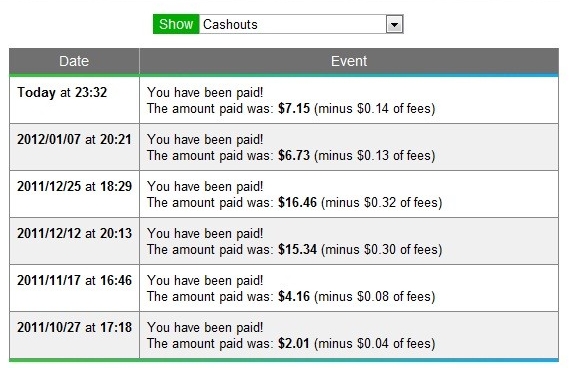 Show Cashouts
Date Event
Today at 23:32 You have been paid!
The amount paid was: $7.15 (minus $0.14 of fees)
2012/01/07 at 20:21 You have been paid!
The amount paid was: $6.73 (minus $0.13 of fees)
2011/12/25 at 18:29 You have been paid!
The amount paid was: $16.46 (minus $0.32 of fees)
2011/12/12 at 20:13 You have been paid!
The amount paid was: $15.34 (minus $0.30 of fees)
2011/11/17 at 16:46 You have been paid!
The amount paid was: $4.16 (minus $0.08 of fees)
2011/10/27 at 17:18 You have been paid!
The amount paid was: $2.01 (minus $0.04 of fees)